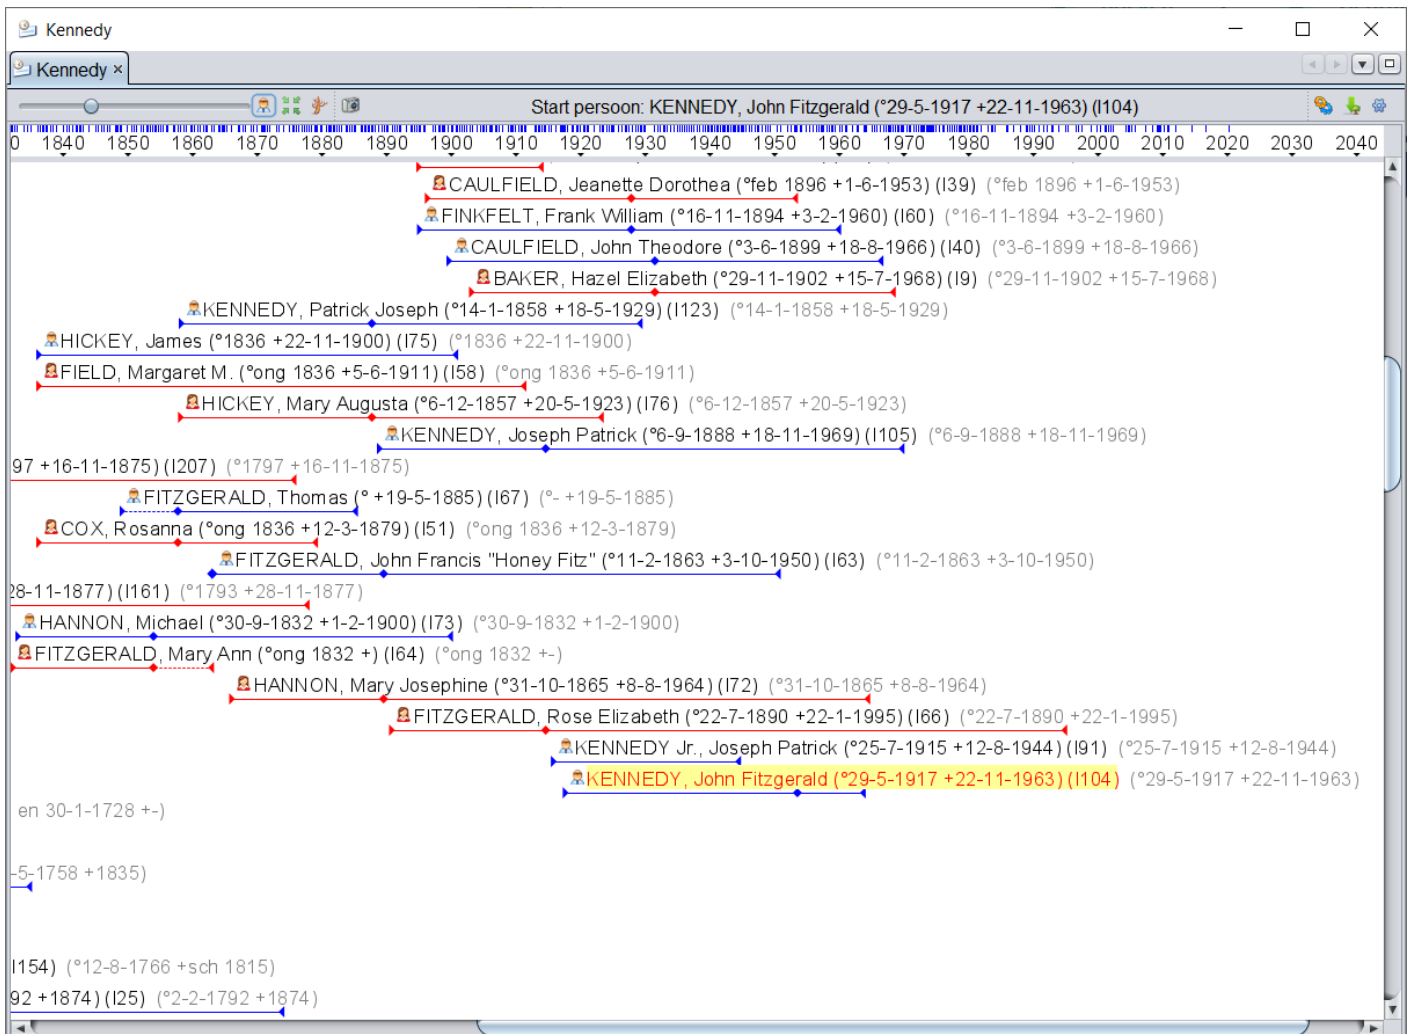 Kennedy
Kennedy ×
Start persoon: KENNEDY, John Fitzgerald (°29-5-1917 +22-11-1963) (I104)
0 1840 1850 1860 1870 1880 1890 1900 1910 1920 1930 1940 1950 1960 1970 1980 1990 2000 2010 2020 2030 2040
CAULFIELD, Jeanette Dorothea (°feb 1896 +1-6-1953) (I39) (°feb 1896 +1-6-1953)
FINKFELT, Frank William (°16-11-1894 +3-2-1960) (I60) (°16-11-1894 +3-2-1960)
CAULFIELD, John Theodore (°3-6-1899 +18-8-1966) (I40) (°3-6-1899 +18-8-1966)
BAKER, Hazel Elizabeth (°29-11-1902 +15-7-1968) (I9) (°29-11-1902 +15-7-1968)
KENNEDY, Patrick Joseph (°14-1-1858 +18-5-1929) (I123) (°14-1-1858 +18-5-1929)
HICKEY, James (°1836 +22-11-1900) (I75) (°1836 +22-11-1900)
FIELD, Margaret M. (°ong 1836 +5-6-1911) (I58) (°ong 1836 +5-6-1911)
HICKEY, Mary Augusta (°6-12-1857 +20-5-1923) (I76) (°6-12-1857 +20-5-1923)
KENNEDY, Joseph Patrick (°6-9-1888 +18-11-1969) (I105) (°6-9-1888 +18-11-1969)
97 +16-11-1875) (I207) (°1797 +16-11-1875)
FITZGERALD, Thomas (° +19-5-1885) (I67) (°- +19-5-1885)
COX, Rosanna (°ong 1836 +12-3-1879) (I51) (°ong 1836 +12-3-1879)
FITZGERALD, John Francis "Honey Fitz" (°11-2-1863 +3-10-1950) (I63) (°11-2-1863 +3-10-1950)
28-11-1877) (I161) (°1793 +28-11-1877)
HANNON, Michael (°30-9-1832 +1-2-1900) (I73) (°30-9-1832 +1-2-1900)
FITZGERALD, Mary Ann (°ong 1832 +) (I64) (°ong 1832 +-)
HANNON, Mary Josephine (°31-10-1865 +8-8-1964) (I72) (°31-10-1865 +8-8-1964)
FITZGERALD, Rose Elizabeth (°22-7-1890 +22-1-1995) (I66) (°22-7-1890 +22-1-1995)
KENNEDY Jr., Joseph Patrick (°25-7-1915 +12-8-1944) (I91) (°25-7-1915 +12-8-1944)
KENNEDY, John Fitzgerald (°29-5-1917 +22-11-1963) (I104) (°29-5-1917 +22-11-1963)
en 30-1-1728 +-)
-5-1758 +1835)
I154) (°12-8-1766 +sch 1815)
92 +1874) (I25) (°2-2-1792 +1874)